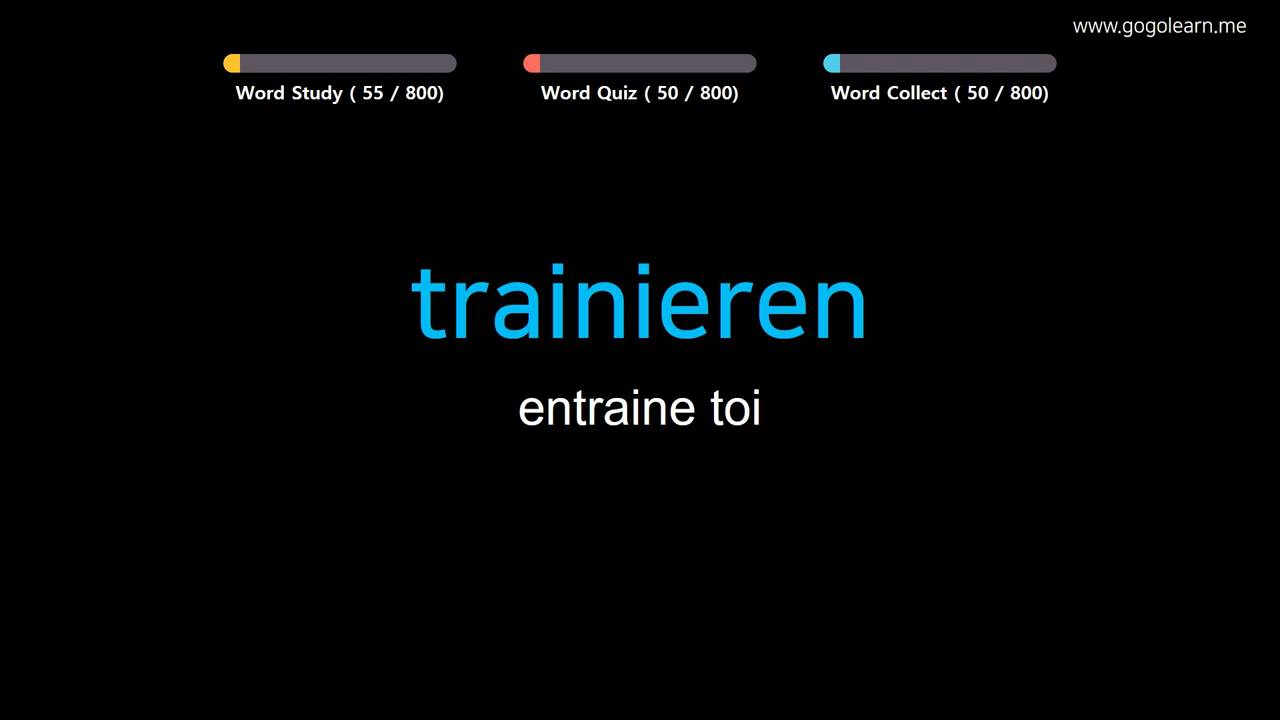 www.gogolearn.me
Word Study ( 55 / 800)
Word Quiz ( 50 / 800)
Word Collect ( 50 / 800)
trainieren
entraine toi